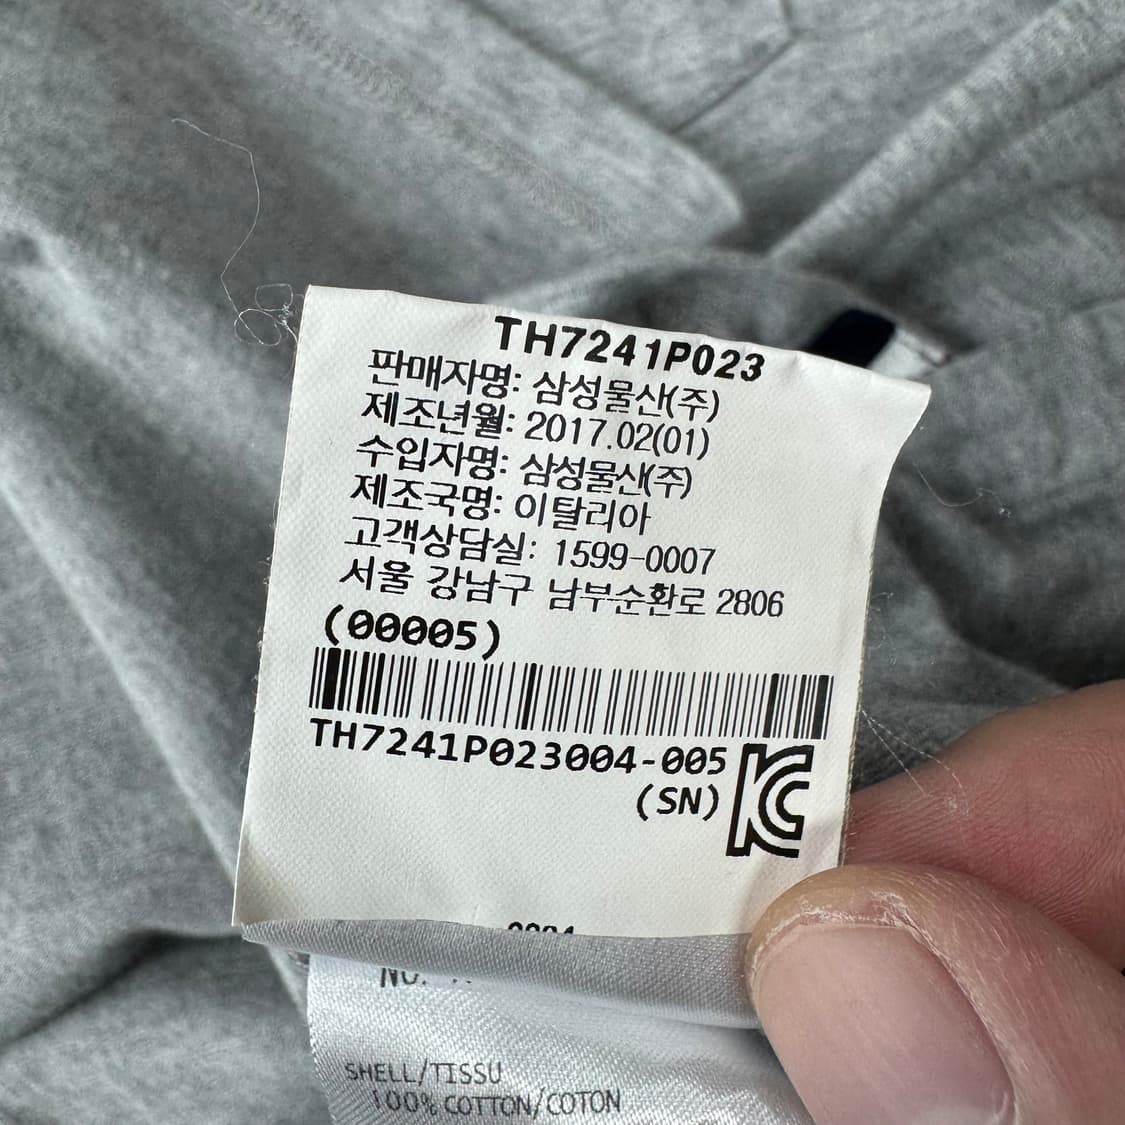 TH7241P023
판매자명: 삼성물산(주)
제조년월: 2017.02(01)
수입자명: 삼성물산(주)
제조국명: 이탈리아
고객상담실: 1599-0007
서울 강남구 남부순환로 2806
(00005)
TH7241P023004-005
(SN)
KC
SHELL/TISSU
100% COTTON/COTON